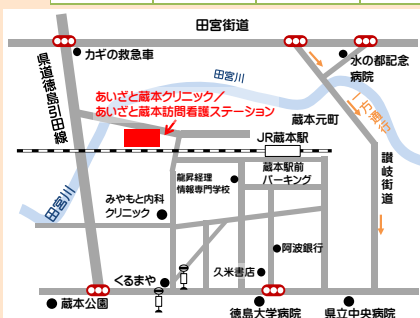 田宮街道
カギの救急車
水の都記念
病院
県道徳島引田線
田宮川
あいざと蔵本クリニック／
あいざと蔵本訪問看護ステーション
蔵本元町
一方通行
JR蔵本駅
讃岐街道
龍昇経理
情報専門学校
蔵本駅前
パーキング
田宮川
みやもと内科
クリニック
阿波銀行
くるまや
久米書店
蔵本公園
徳島大学病院
県立中央病院